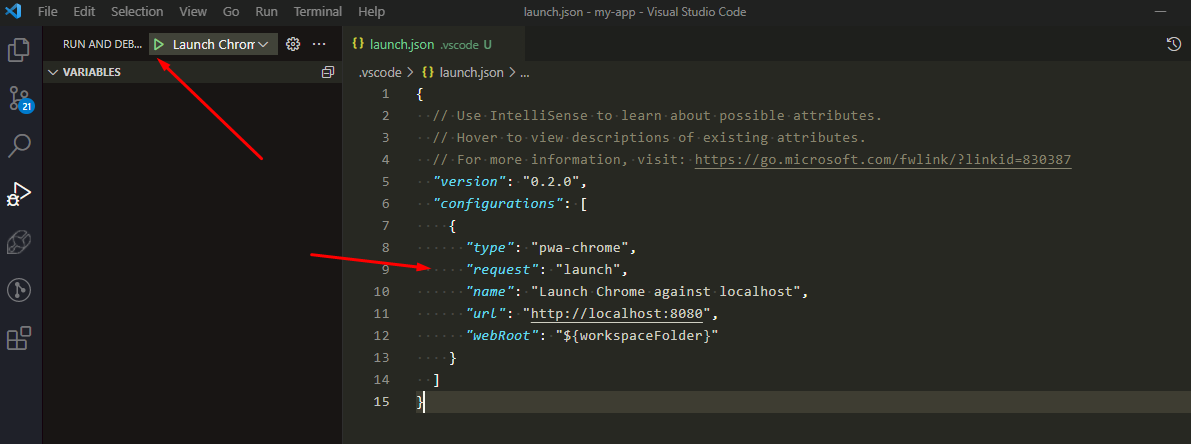 File Edit Selection View Go Run Terminal Help launch.json - my-app - Visual Studio Code
RUN AND DEB... Launch Chrom
VARIABLES
21
{} launch.json .vscode U
.vscode > {} launch.json > ...
1 {
2 // Use IntelliSense to learn about possible attributes.
3 // Hover to view descriptions of existing attributes.
4 // For more information, visit: https://go.microsoft.com/fwlink/?linkid=830387
5 "version": "0.2.0",
6 "configurations": [
7 {
8 "type": "pwa-chrome",
9 "request": "launch",
10 "name": "Launch Chrome against localhost",
11 "url": "http://localhost:8080",
12 "webRoot": "${workspaceFolder}"
13 }
14 ]
15 }